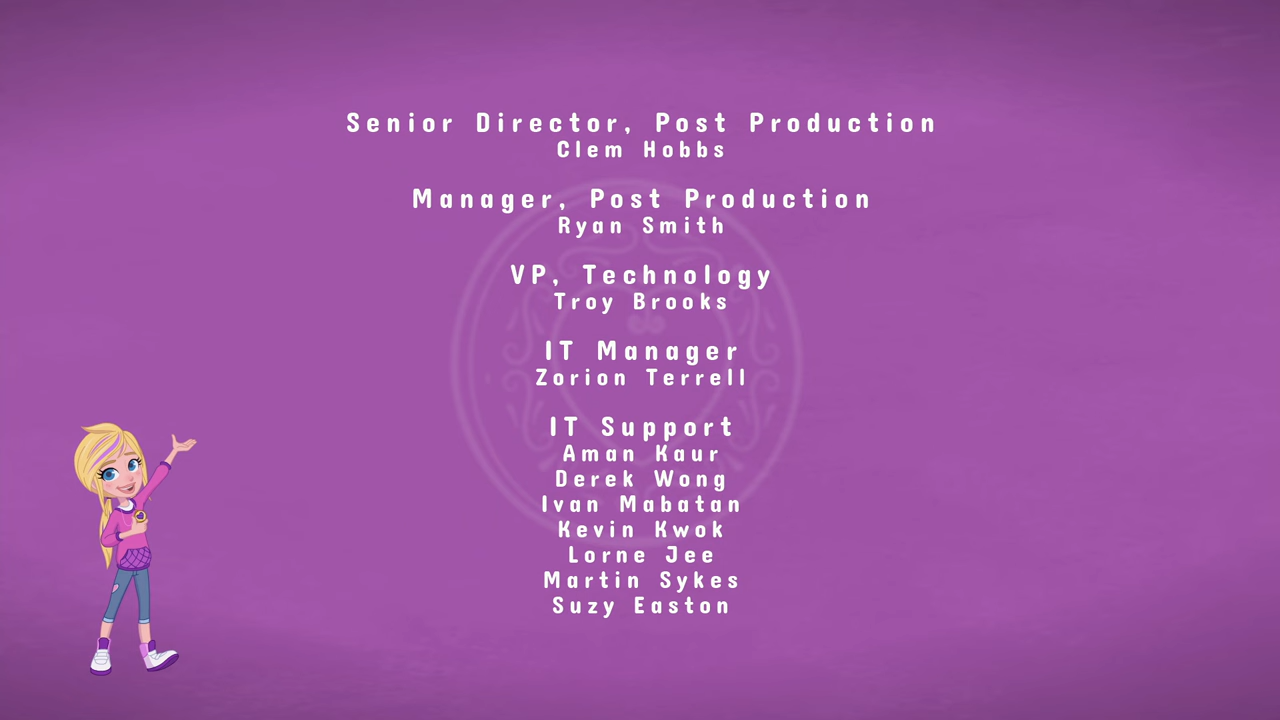 Senior Director, Post Production
Clem Hobbs
Manager, Post Production
Ryan Smith
VP, Technology
Troy Brooks
IT Manager
Zorion Terrell
IT Support
Aman Kaur
Derek Wong
Ivan Mabatan
Kevin Kwok
Lorne Jee
Martin Sykes
Suzy Easton